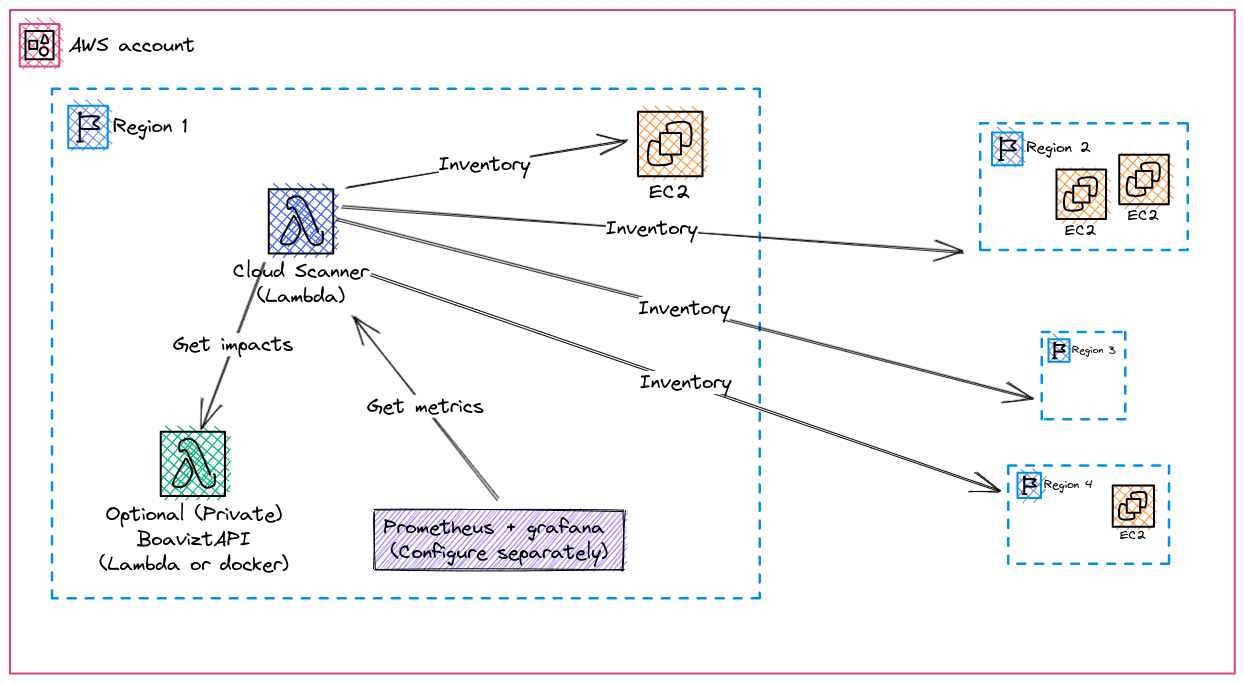 AWS account
Region 1
Inventory
EC2
Inventory
Cloud Scanner
(Lambda)
Inventory
Get impacts
Inventory
Get metrics
Optional (Private)
BoaviztAPI
(Lambda or docker)
Prometheus + grafana
(Configure separately)
Region 2
EC2
EC2
Region 3
Region 4
EC2